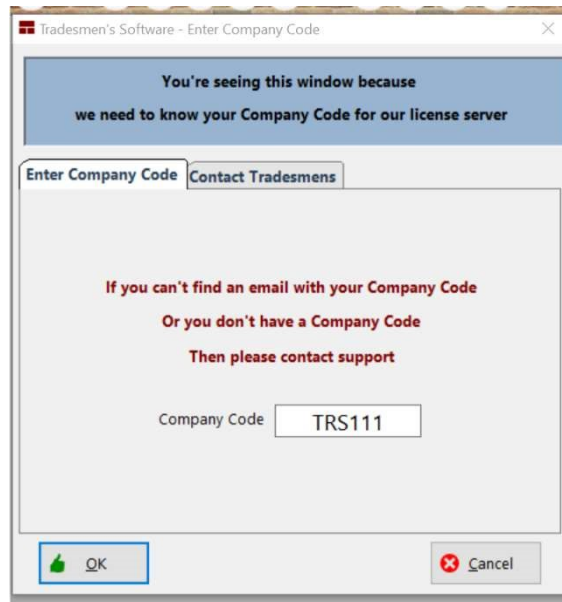 Tradesmen's Software - Enter Company Code
You're seeing this window because
we need to know your Company Code for our license server
Enter Company Code
Contact Tradesmens
If you can't find an email with your Company Code
Or you don't have a Company Code
Then please contact support
Company Code
TRS111
OK
Cancel